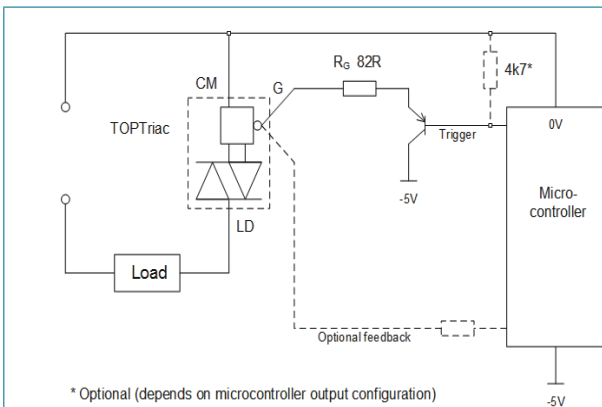 R_G 82R
CM
G
4k7*
TOPTriac
Trigger
0V
Micro-
controller
-5V
LD
Load
Optional feedback
* Optional (depends on microcontroller output configuration)
-5V